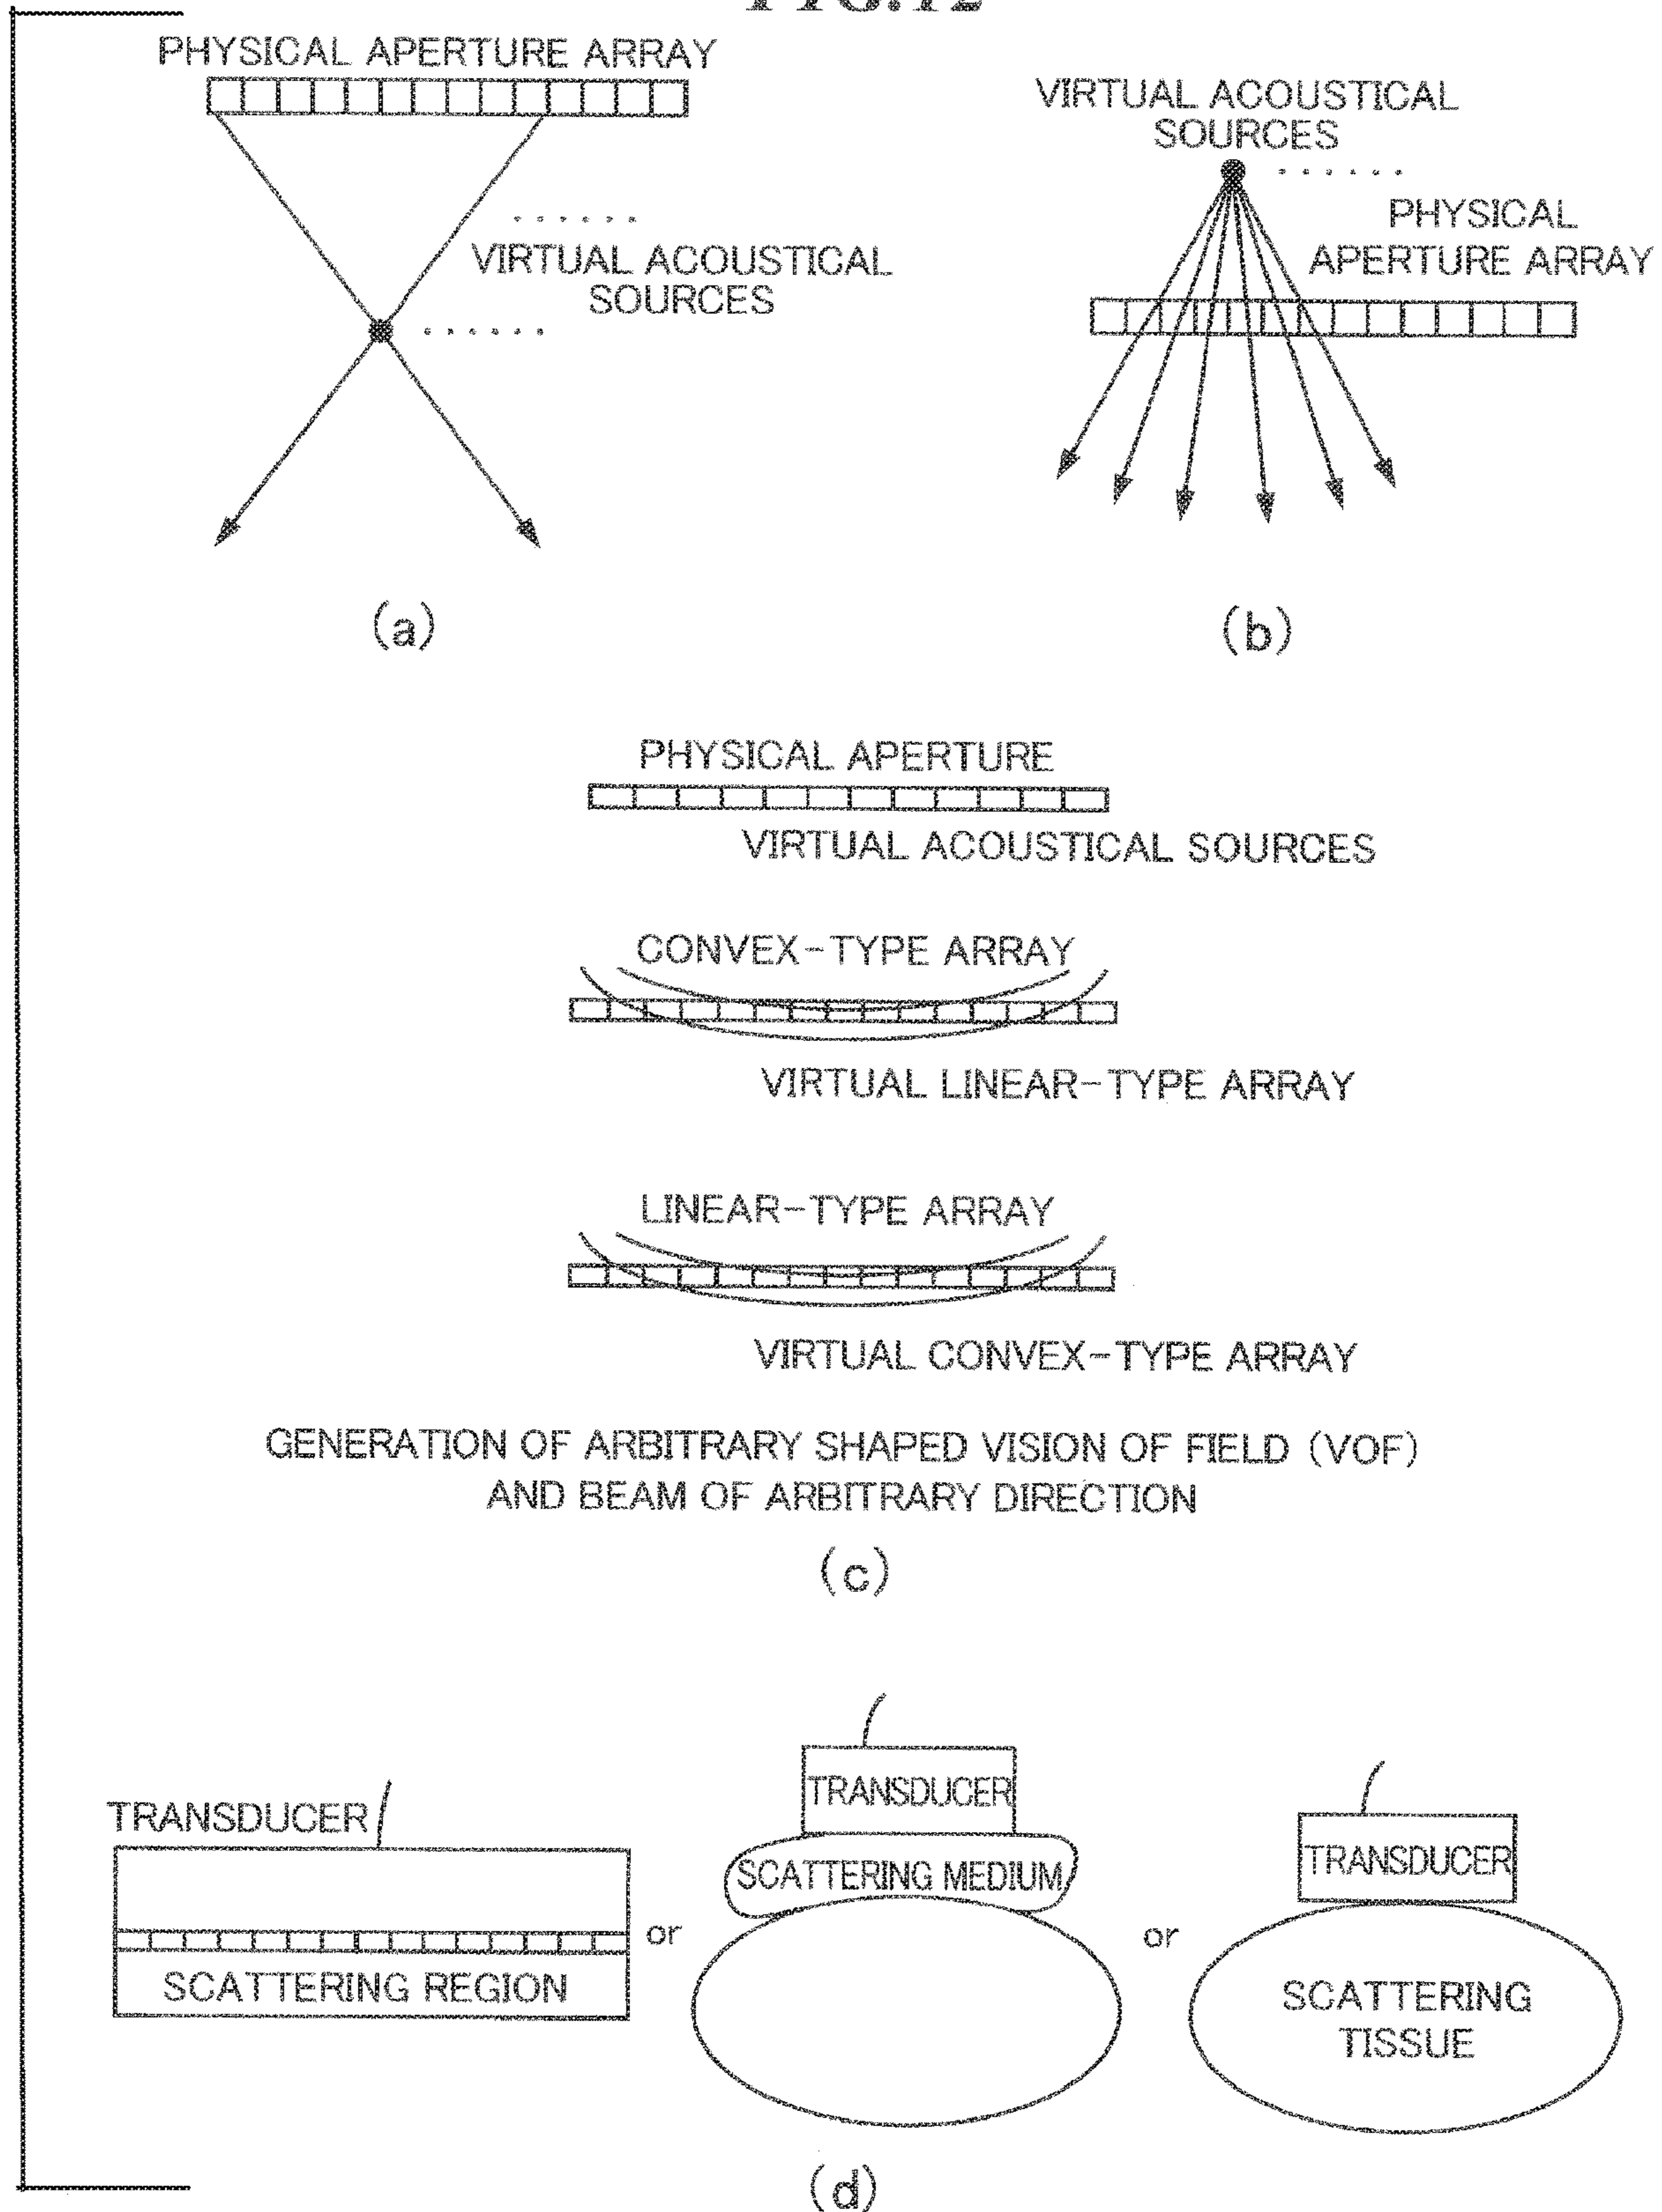 FIG.12
PHYSICAL APERTURE ARRAY
VIRTUAL ACOUSTICAL
SOURCES
(a)
VIRTUAL ACOUSTICAL
SOURCES
PHYSICAL
APERTURE ARRAY
(b)
PHYSICAL APERTURE
VIRTUAL ACOUSTICAL SOURCES
CONVEX-TYPE ARRAY
VIRTUAL LINEAR-TYPE ARRAY
LINEAR-TYPE ARRAY
VIRTUAL CONVEX-TYPE ARRAY
GENERATION OF ARBITRARY SHAPED VISION OF FIELD (VOF)
AND BEAM OF ARBITRARY DIRECTION
(c)
TRANSDUCER
SCATTERING REGION
or
TRANSDUCER
SCATTERING MEDIUM
or
TRANSDUCER
SCATTERING
TISSUE
(d)